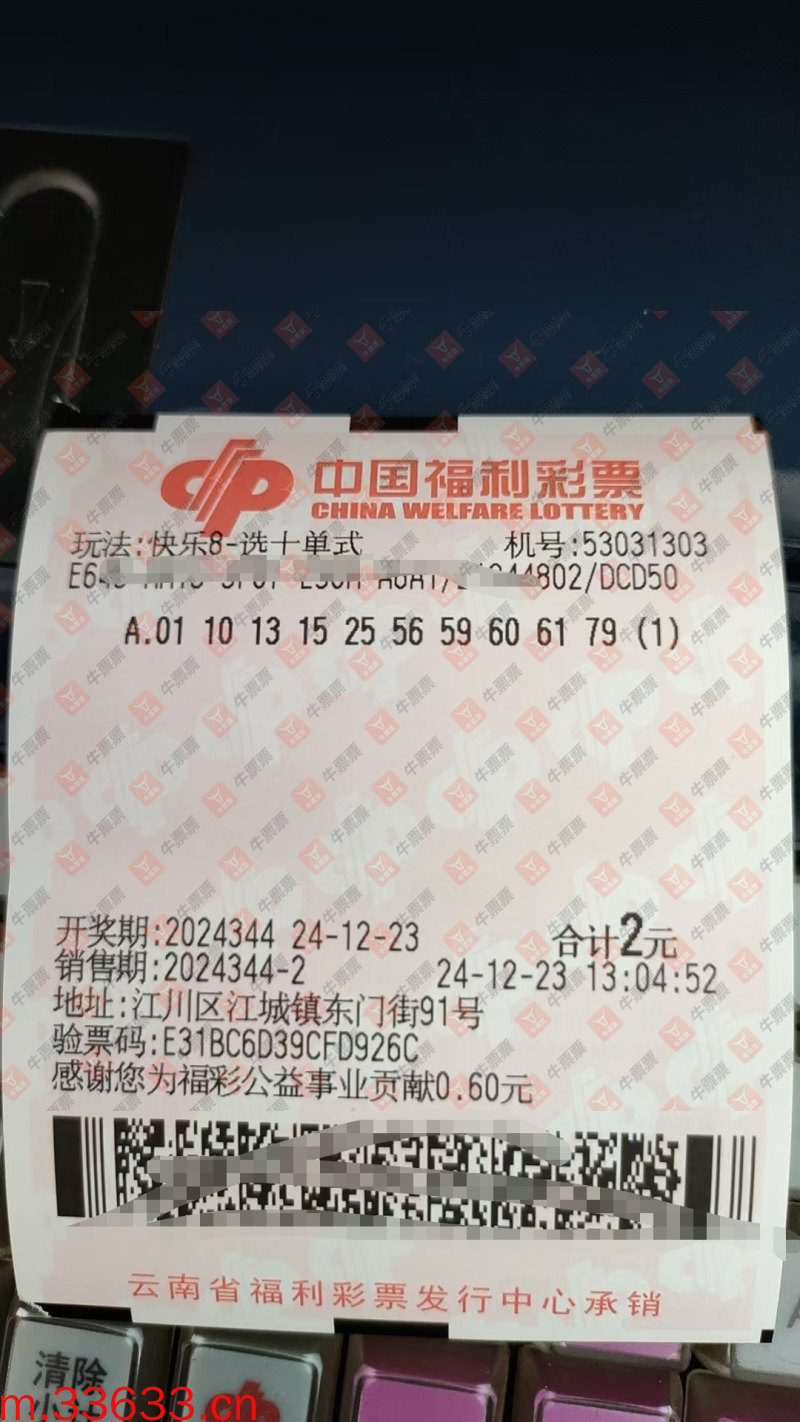 中国福利彩票
CHINA WELFARE LOTTERY
玩法:快乐8-选十单式 机号:53031303
802/DCD50
A.01 10 13 15 25 56 59 60 61 79 (1)
开奖期:2024344 24-12-23 合计2元
销售期:2024344-2 24-12-23 13:04:52
地址:江川区江城镇东门街91号
验票码:E31BC6D39CFD926C
感谢您为福彩公益事业贡献0.60元
云南省福利彩票发行中心承销
清除
m.33633.cn
牛票票